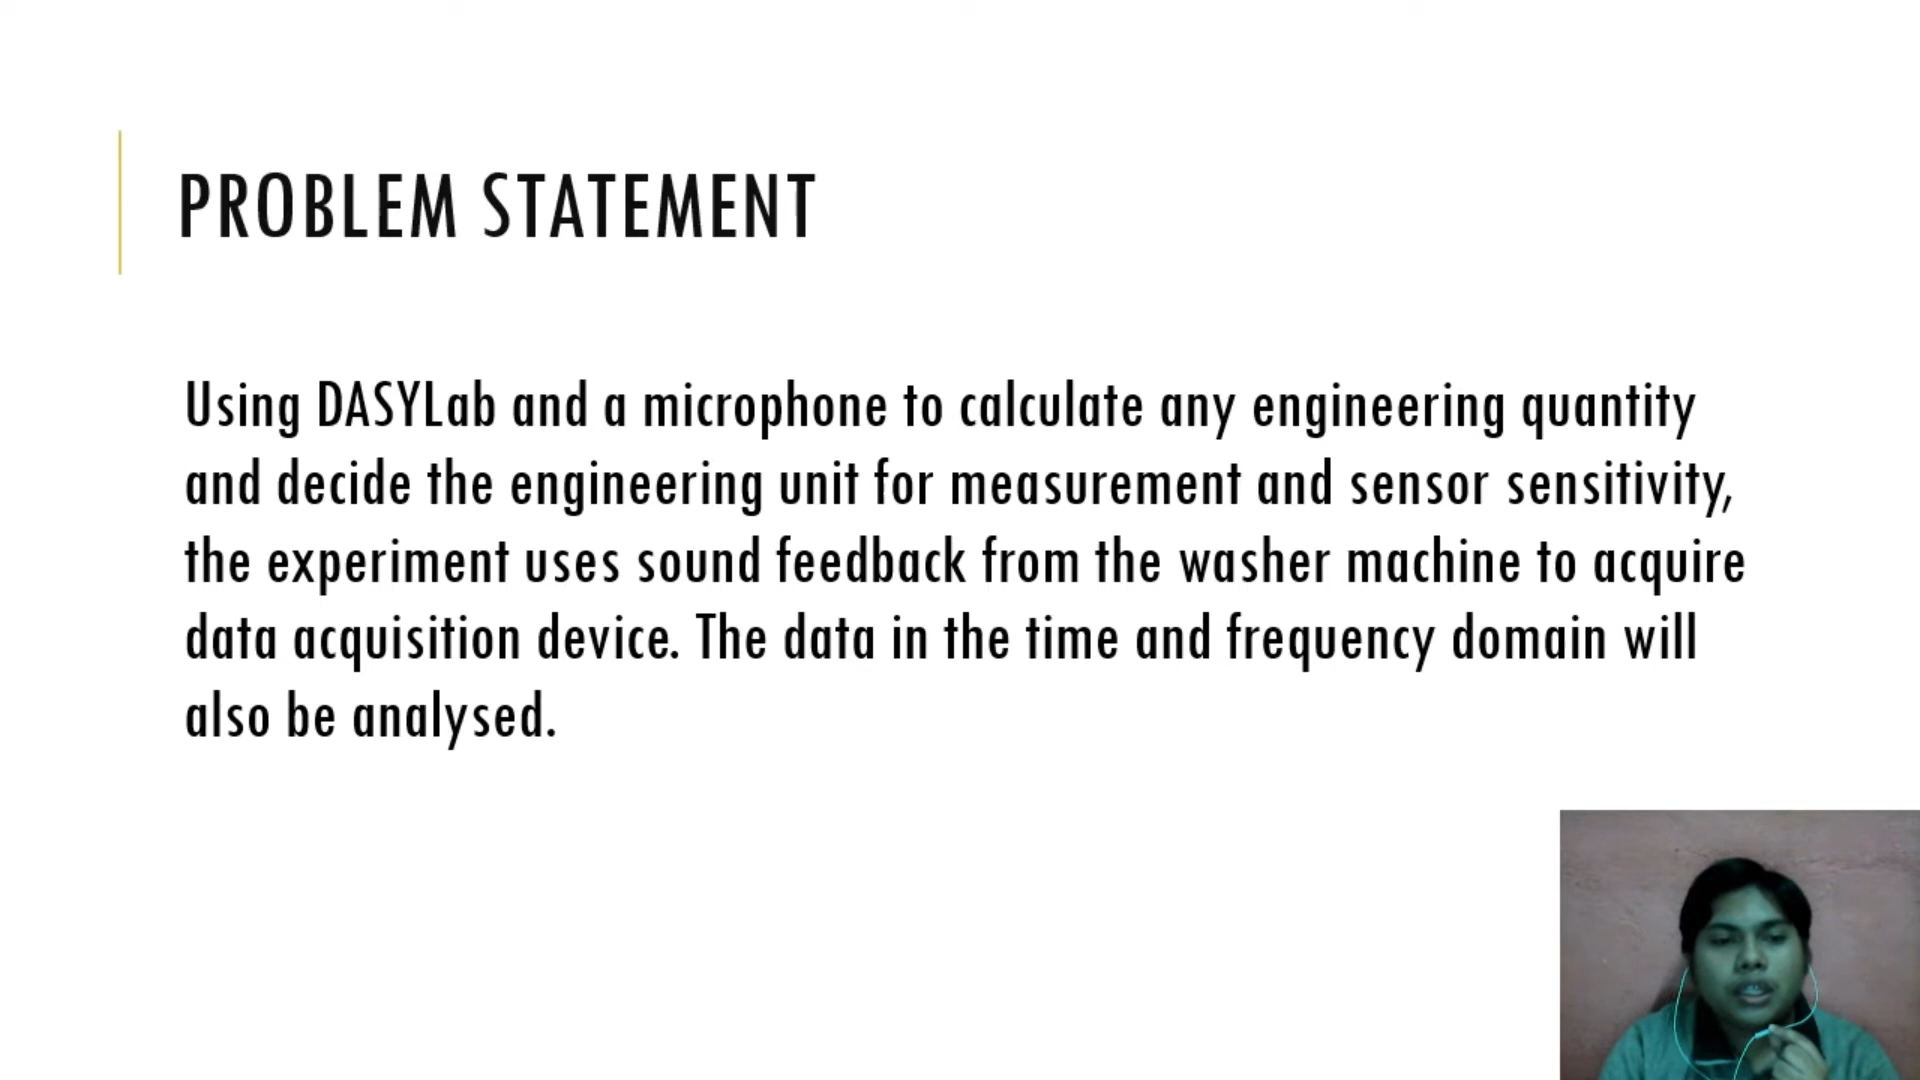 PROBLEM STATEMENT
Using DASYLab and a microphone to calculate any engineering quantity
and decide the engineering unit for measurement and sensor sensitivity,
the experiment uses sound feedback from the washer machine to acquire
data acquisition device. The data in the time and frequency domain will
also be analysed.